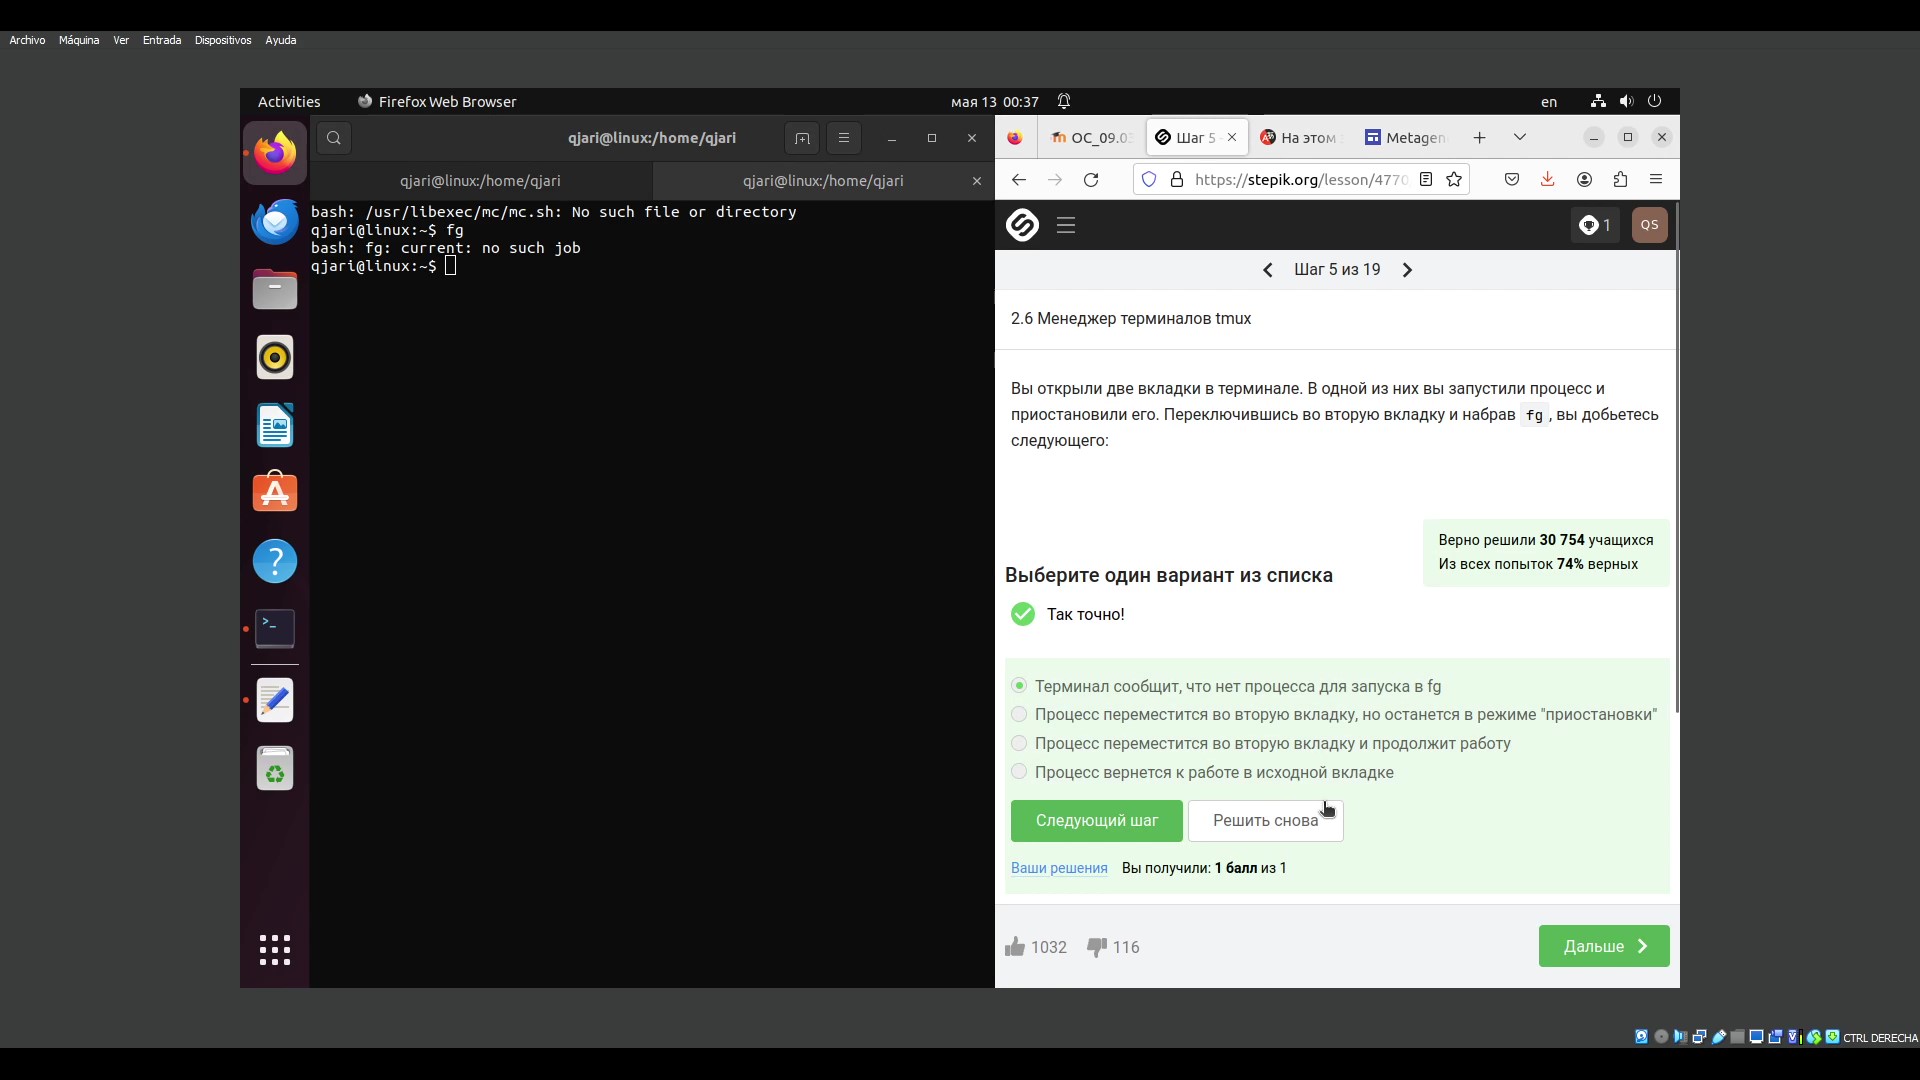 Archivo Máquina Ver Entrada Dispositivos Ayuda
Activities Firefox Web Browser мая 13 00:37 en
qjari@linux:/home/qjari
qjari@linux:/home/qjari qjari@linux:/home/qjari
bash: /usr/libexec/mc/mc.sh: No such file or directory
qjari@linux:~$ fg
bash: fg: current: no such job
qjari@linux:~$
ОС_09.03 Шаг 5 На этом Metagen
https://stepik.org/lesson/4770
1 QS
Шаг 5 из 19
2.6 Менеджер терминалов tmux
Вы открыли две вкладки в терминале. В одной из них вы запустили процесс и
приостановили его. Переключившись во вторую вкладку и набрав fg, вы добьетесь
следующего:
Верно решили 30 754 учащихся
Из всех попыток 74% верных
Выберите один вариант из списка
Так точно!
Терминал сообщит, что нет процесса для запуска в fg
Процесс переместится во вторую вкладку, но останется в режиме "приостановки"
Процесс переместится во вторую вкладку и продолжит работу
Процесс вернется к работе в исходной вкладке
Следующий шаг Решить снова
Ваши решения Вы получили: 1 балл из 1
1032 116 Дальше
CTRL DERECHA